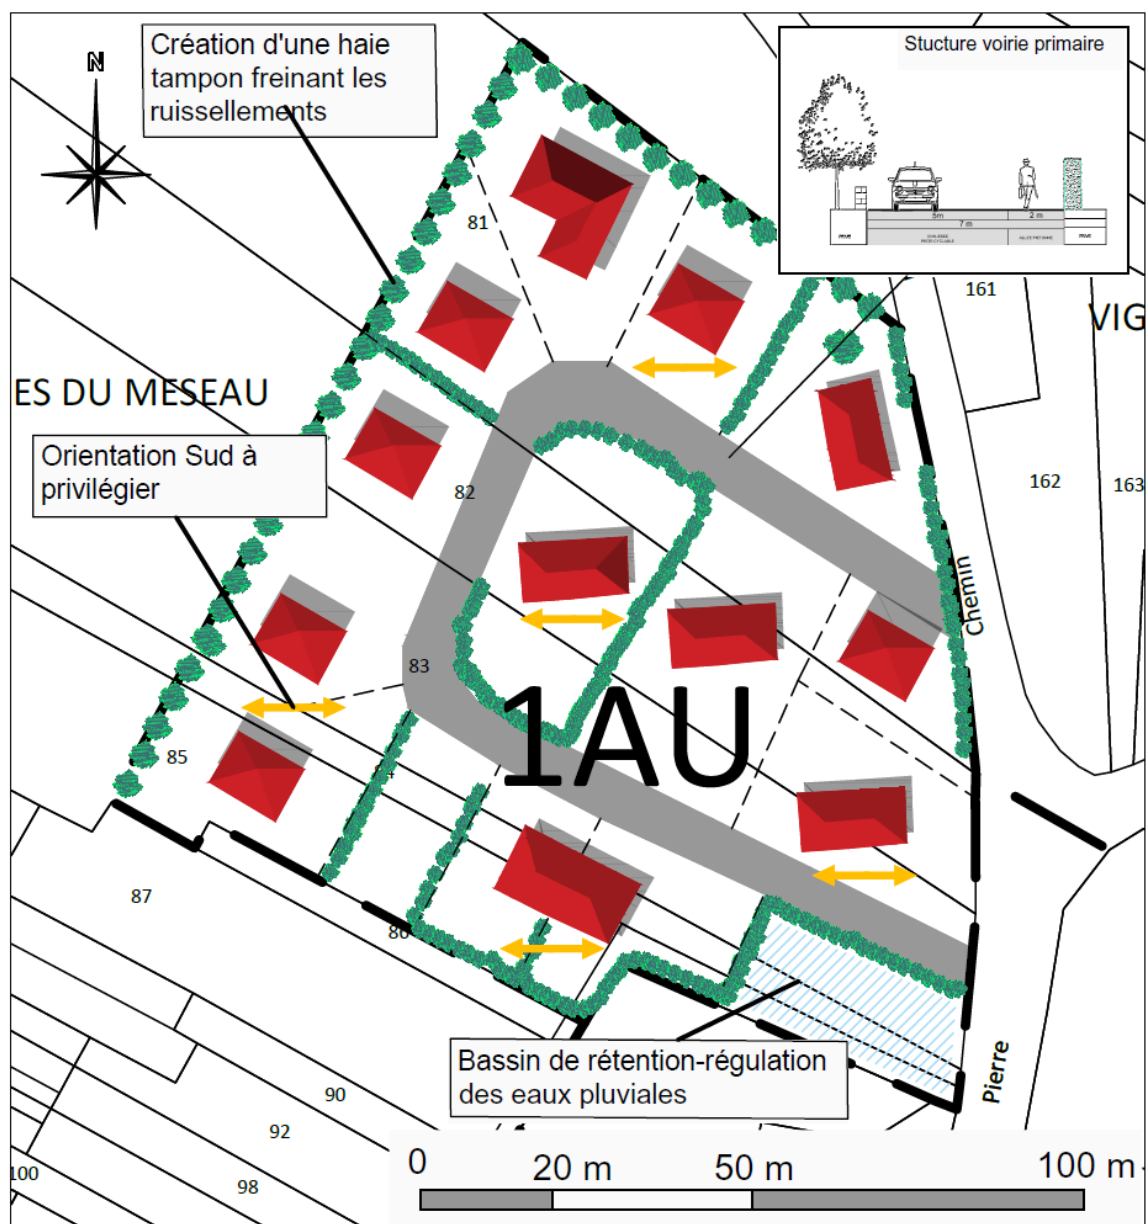 N
Création d'une haie
tampon freinant les
ruissellements
Stucture voirie primaire
5m
2 m
7 m
PRIVE
PRIVE
81
161
VIG
ES DU MESEAU
Orientation Sud à
privilégier
82
162
163
Chemin
83
1AU
85
87
Bassin de rétention-régulation
des eaux pluviales
Pierre
90
92
98
100
0
20 m
50 m
100 m